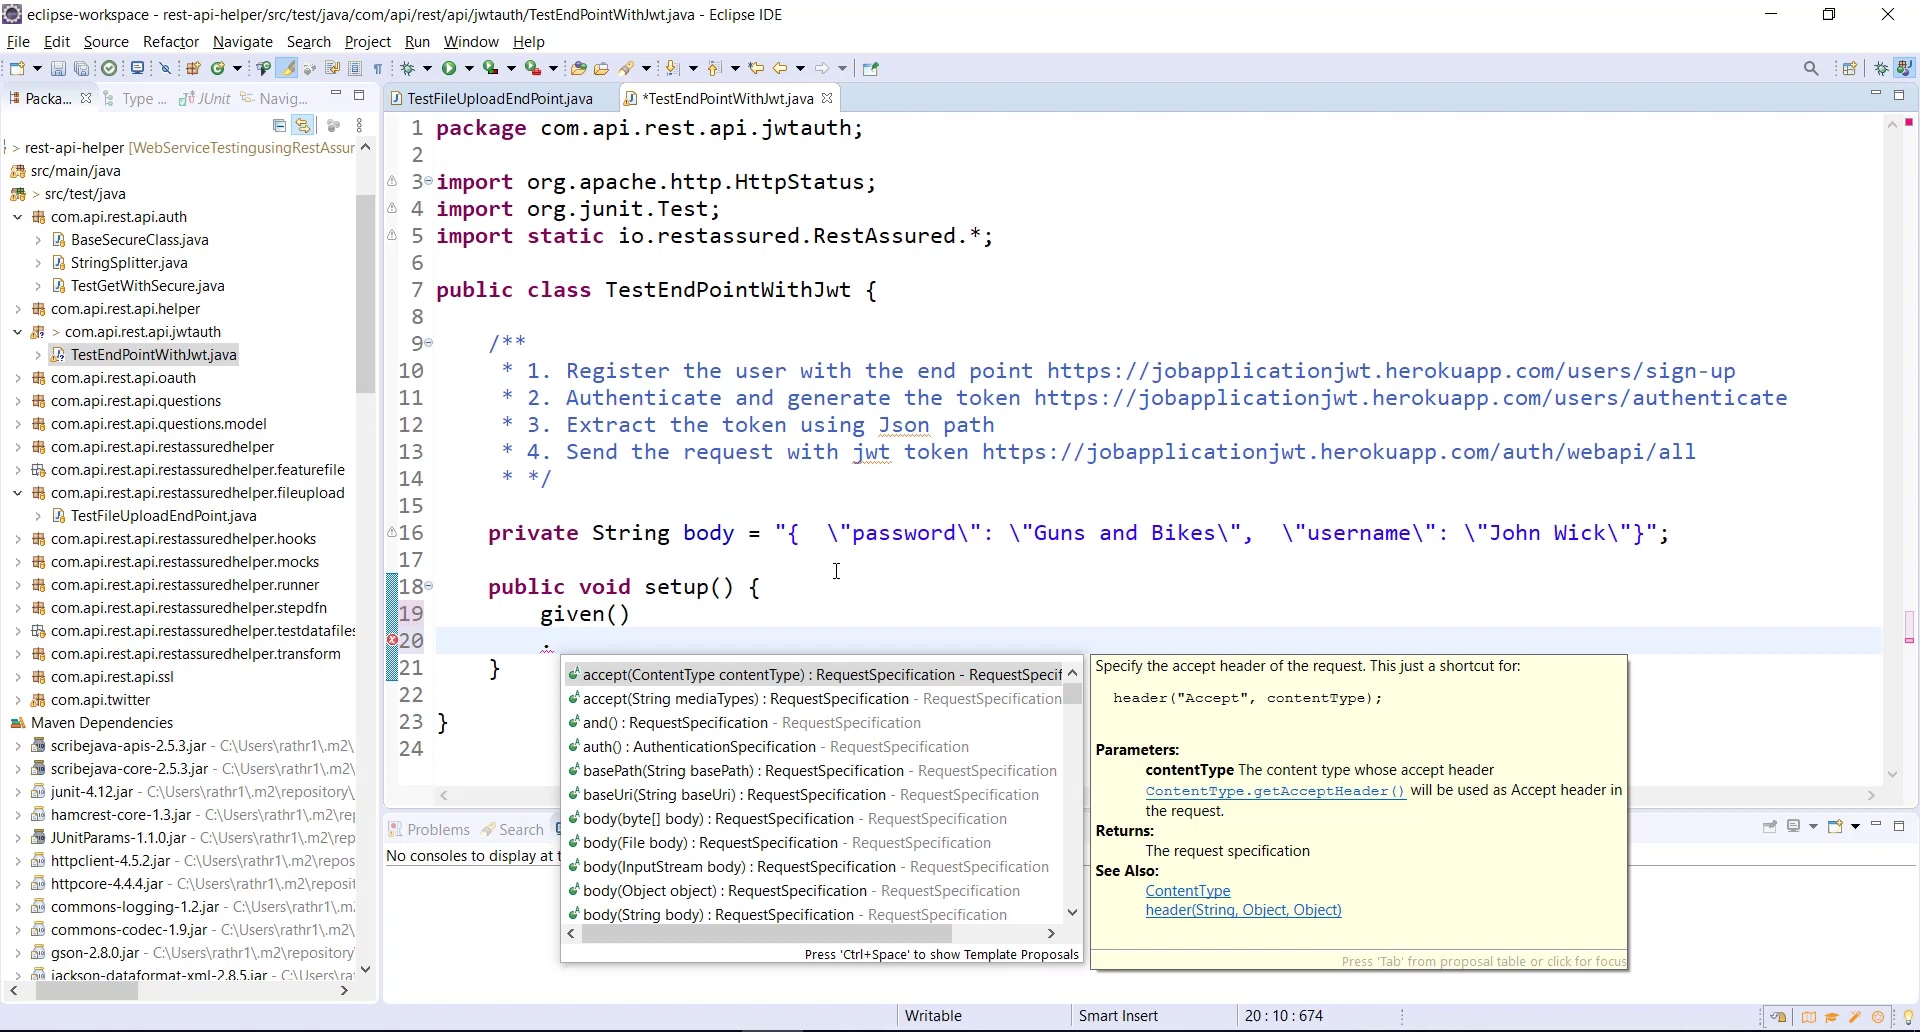 eclipse-workspace - rest-api-helper/src/test/java/com/api/rest/api/jwtauth/TestEndPointWithJwt.java - Eclipse IDE
File Edit Source Refactor Navigate Search Project Run Window Help
Packa... Type ... JUnit Navig...
TestFileUploadEndPoint.java *TestEndPointWithJwt.java
> rest-api-helper [WebServiceTestingusingRestAssur
src/main/java
> src/test/java
com.api.rest.api.auth
BaseSecureClass.java
StringSplitter.java
TestGetWithSecure.java
com.api.rest.api.helper
> com.api.rest.api.jwtauth
TestEndPointWithJwt.java
com.api.rest.api.oauth
com.api.rest.api.questions
com.api.rest.api.questions.model
com.api.rest.api.restassuredhelper
com.api.rest.api.restassuredhelper.featurefile
com.api.rest.api.restassuredhelper.fileupload
TestFileUploadEndPoint.java
com.api.rest.api.restassuredhelper.hooks
com.api.rest.api.restassuredhelper.mocks
com.api.rest.api.restassuredhelper.runner
com.api.rest.api.restassuredhelper.stepdfn
com.api.rest.api.restassuredhelper.testdatafiles
com.api.rest.api.restassuredhelper.transform
com.api.rest.api.ssl
com.api.twitter
Maven Dependencies
scribejava-apis-2.5.3.jar - C:\Users\rathr1\.m2\
scribejava-core-2.5.3.jar - C:\Users\rathr1\.m2\
junit-4.12.jar - C:\Users\rathr1\.m2\repository\
hamcrest-core-1.3.jar - C:\Users\rathr1\.m2\re
JUnitParams-1.1.0.jar - C:\Users\rathr1\.m2\rep
httpclient-4.5.2.jar - C:\Users\rathr1\.m2\repos
httpcore-4.4.4.jar - C:\Users\rathr1\.m2\reposit
commons-logging-1.2.jar - C:\Users\rathr1\.m
commons-codec-1.9.jar - C:\Users\rathr1\.m2\
gson-2.8.0.jar - C:\Users\rathr1\.m2\repository
jackson-dataformat-xml-2.8.5.jar - C:\Users\rat
1 package com.api.rest.api.jwtauth;
2
3 import org.apache.http.HttpStatus;
4 import org.junit.Test;
5 import static io.restassured.RestAssured.*;
6
7 public class TestEndPointWithJwt {
8
9 /**
10 * 1. Register the user with the end point https://jobapplicationjwt.herokuapp.com/users/sign-up
11 * 2. Authenticate and generate the token https://jobapplicationjwt.herokuapp.com/users/authenticate
12 * 3. Extract the token using Json path
13 * 4. Send the request with jwt token https://jobapplicationjwt.herokuapp.com/auth/webapi/all
14 * */
15
16 private String body = "{  \"password\": \"Guns and Bikes\",  \"username\": \"John Wick\"}";
17
18 public void setup() {
19 given()
20 .
21 }
22
23 }
24
accept(ContentType contentType) : RequestSpecification - RequestSpecif
accept(String mediaTypes) : RequestSpecification - RequestSpecification
and() : RequestSpecification - RequestSpecification
auth() : AuthenticationSpecification - RequestSpecification
basePath(String basePath) : RequestSpecification - RequestSpecification
baseUri(String baseUri) : RequestSpecification - RequestSpecification
body(byte[] body) : RequestSpecification - RequestSpecification
body(File body) : RequestSpecification - RequestSpecification
body(InputStream body) : RequestSpecification - RequestSpecification
body(Object object) : RequestSpecification - RequestSpecification
body(String body) : RequestSpecification - RequestSpecification
Press 'Ctrl+Space' to show Template Proposals
Specify the accept header of the request. This just a shortcut for:
header("Accept", contentType);
Parameters:
contentType The content type whose accept header
ContentType.getAcceptHeader() will be used as Accept header in
the request.
Returns:
The request specification
See Also:
ContentType
header(String, Object, Object)
Press 'Tab' from proposal table or click for focus
Problems Search
No consoles to display at t
Writable Smart Insert 20 : 10 : 674